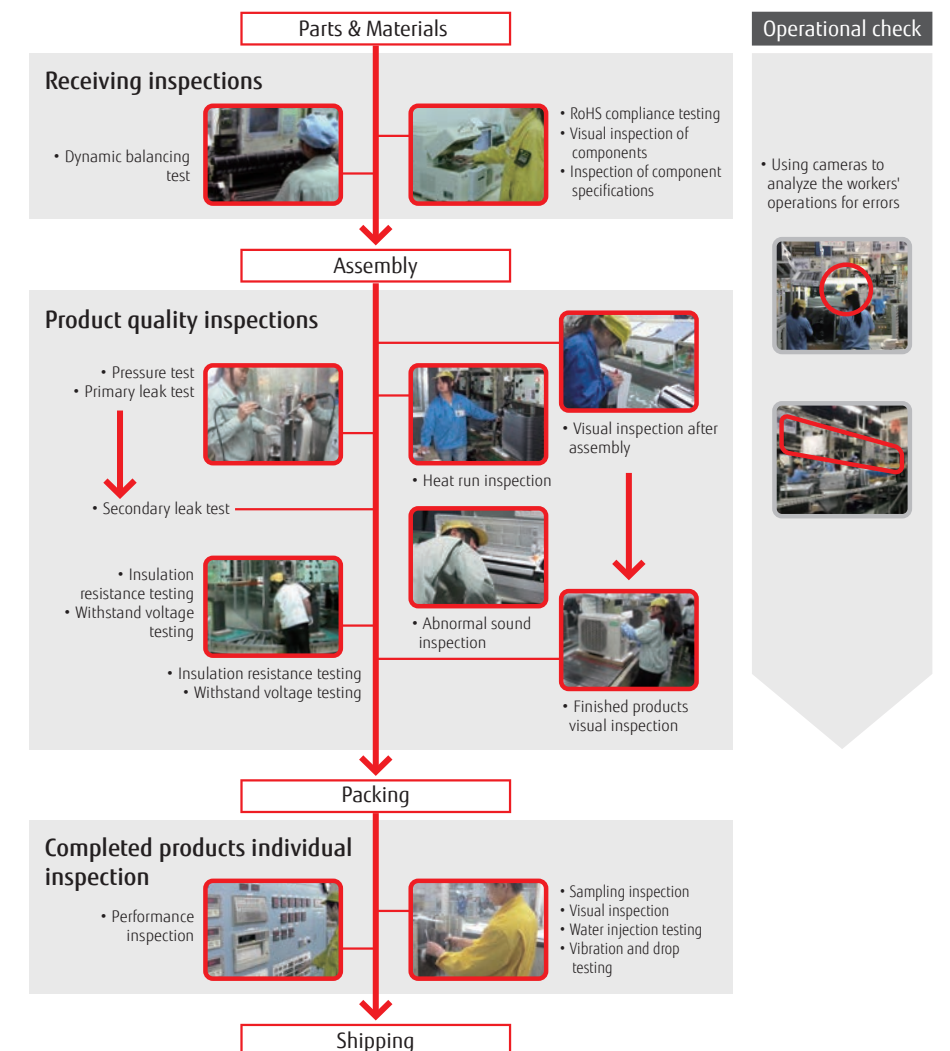 Parts & Materials
Operational check
Receiving inspections
• Dynamic balancing
test
• RoHS compliance testing
• Visual inspection of
components
• Inspection of component
specifications
• Using cameras to
analyze the workers'
operations for errors
Assembly
Product quality inspections
• Pressure test
• Primary leak test
• Visual inspection after
assembly
• Heat run inspection
• Secondary leak test
• Insulation
resistance testing
• Withstand voltage
testing
• Abnormal sound
inspection
• Insulation resistance testing
• Withstand voltage testing
• Finished products
visual inspection
Packing
Completed products individual
inspection
• Performance
inspection
• Sampling inspection
• Visual inspection
• Water injection testing
• Vibration and drop
testing
Shipping